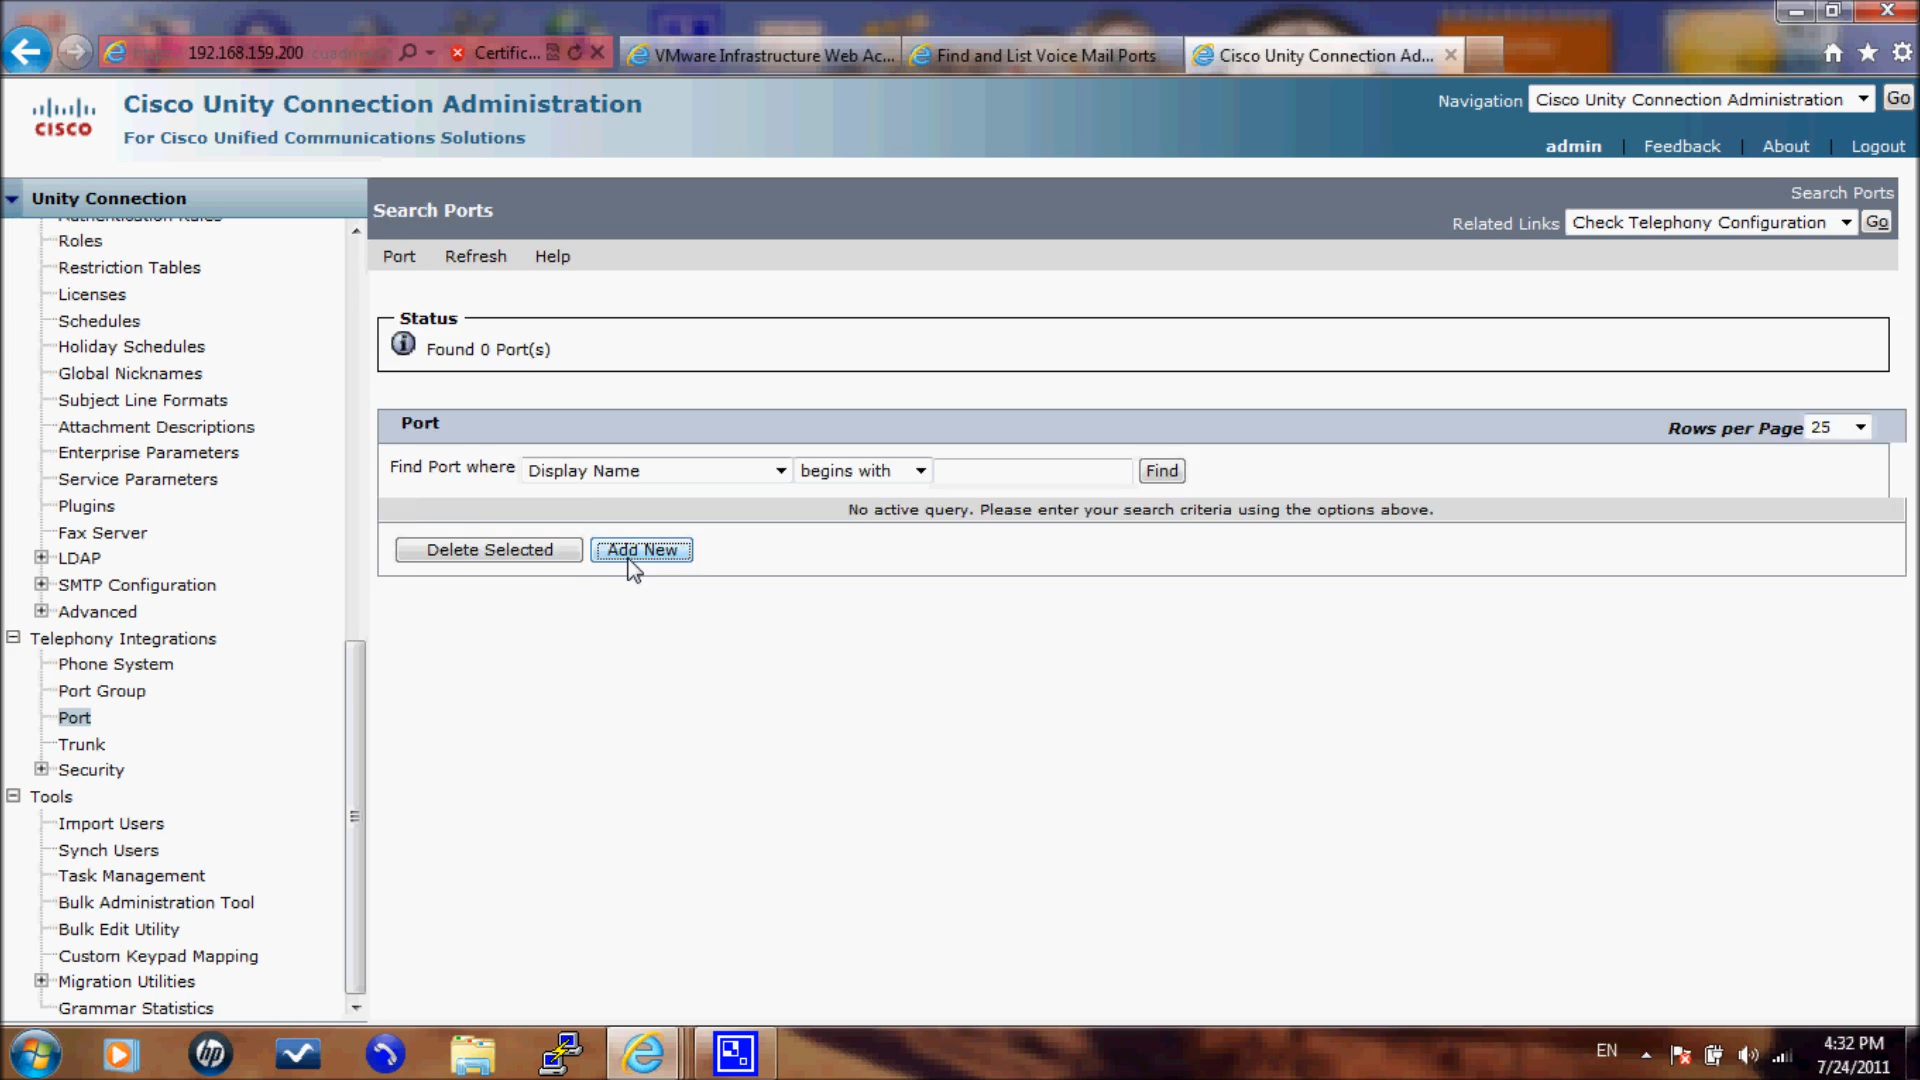 192.168.159.200
Certific...
VMware Infrastructure Web Ac...
Find and List Voice Mail Ports
Cisco Unity Connection Ad...
CISCO
Cisco Unity Connection Administration
For Cisco Unified Communications Solutions
Navigation Cisco Unity Connection Administration Go
admin | Feedback | About | Logout
Unity Connection
Authentication Rules
Roles
Restriction Tables
Licenses
Schedules
Holiday Schedules
Global Nicknames
Subject Line Formats
Attachment Descriptions
Enterprise Parameters
Service Parameters
Plugins
Fax Server
LDAP
SMTP Configuration
Advanced
Telephony Integrations
Phone System
Port Group
Port
Trunk
Security
Tools
Import Users
Synch Users
Task Management
Bulk Administration Tool
Bulk Edit Utility
Custom Keypad Mapping
Migration Utilities
Grammar Statistics
Search Ports
Search Ports
Related Links Check Telephony Configuration Go
Port Refresh Help
Status
Found 0 Port(s)
Port
Rows per Page 25
Find Port where Display Name begins with Find
No active query. Please enter your search criteria using the options above.
Delete Selected Add New
hp
EN
4:32 PM
7/24/2011